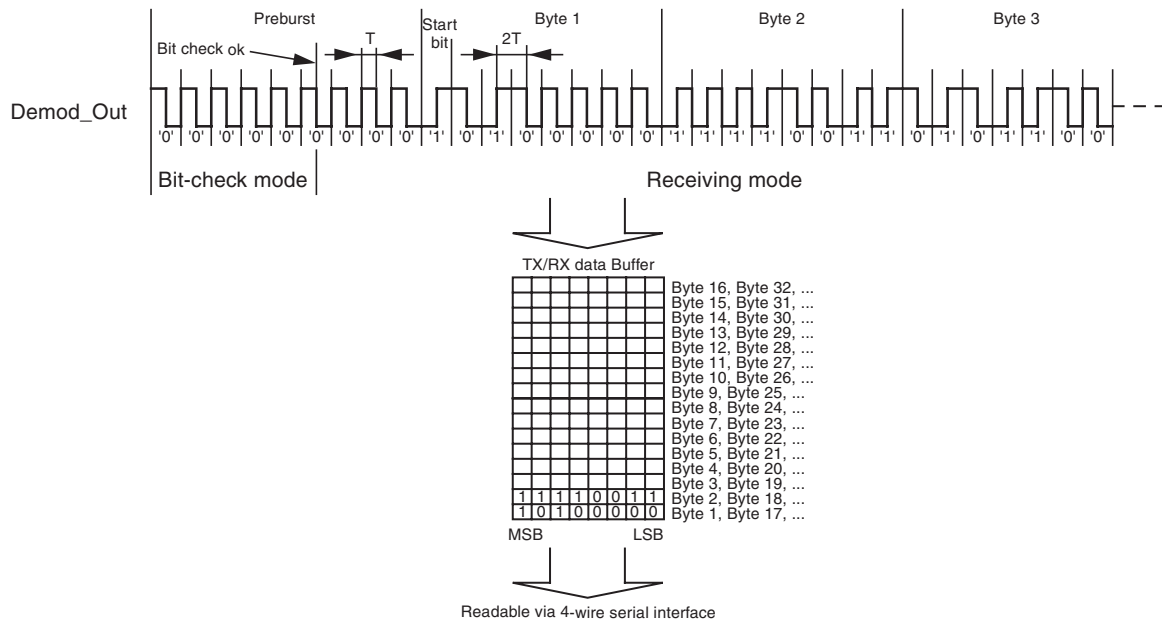 Preburst Start bit Byte 1 Byte 2 Byte 3
Bit check ok T 2T
Demod_Out
'0' '0' '0' '0' '0' '0' '0' '0' '0' '1' '0' '1' '0' '0' '0' '0' '0' '1' '1' '1' '1' '0' '0' '1' '1' '0' '1' '0' '1' '1' '0' '0'
Bit-check mode Receiving mode
TX/RX data Buffer
Byte 16, Byte 32, ...
Byte 15, Byte 31, ...
Byte 14, Byte 30, ...
Byte 13, Byte 29, ...
Byte 12, Byte 28, ...
Byte 11, Byte 27, ...
Byte 10, Byte 26, ...
Byte 9, Byte 25, ...
Byte 8, Byte 24, ...
Byte 7, Byte 23, ...
Byte 6, Byte 22, ...
Byte 5, Byte 21, ...
Byte 4, Byte 20, ...
Byte 3, Byte 19, ...
1 1 1 1 0 0 1 1 Byte 2, Byte 18, ...
1 0 1 0 0 0 0 0 Byte 1, Byte 17, ...
MSB LSB
Readable via 4-wire serial interface